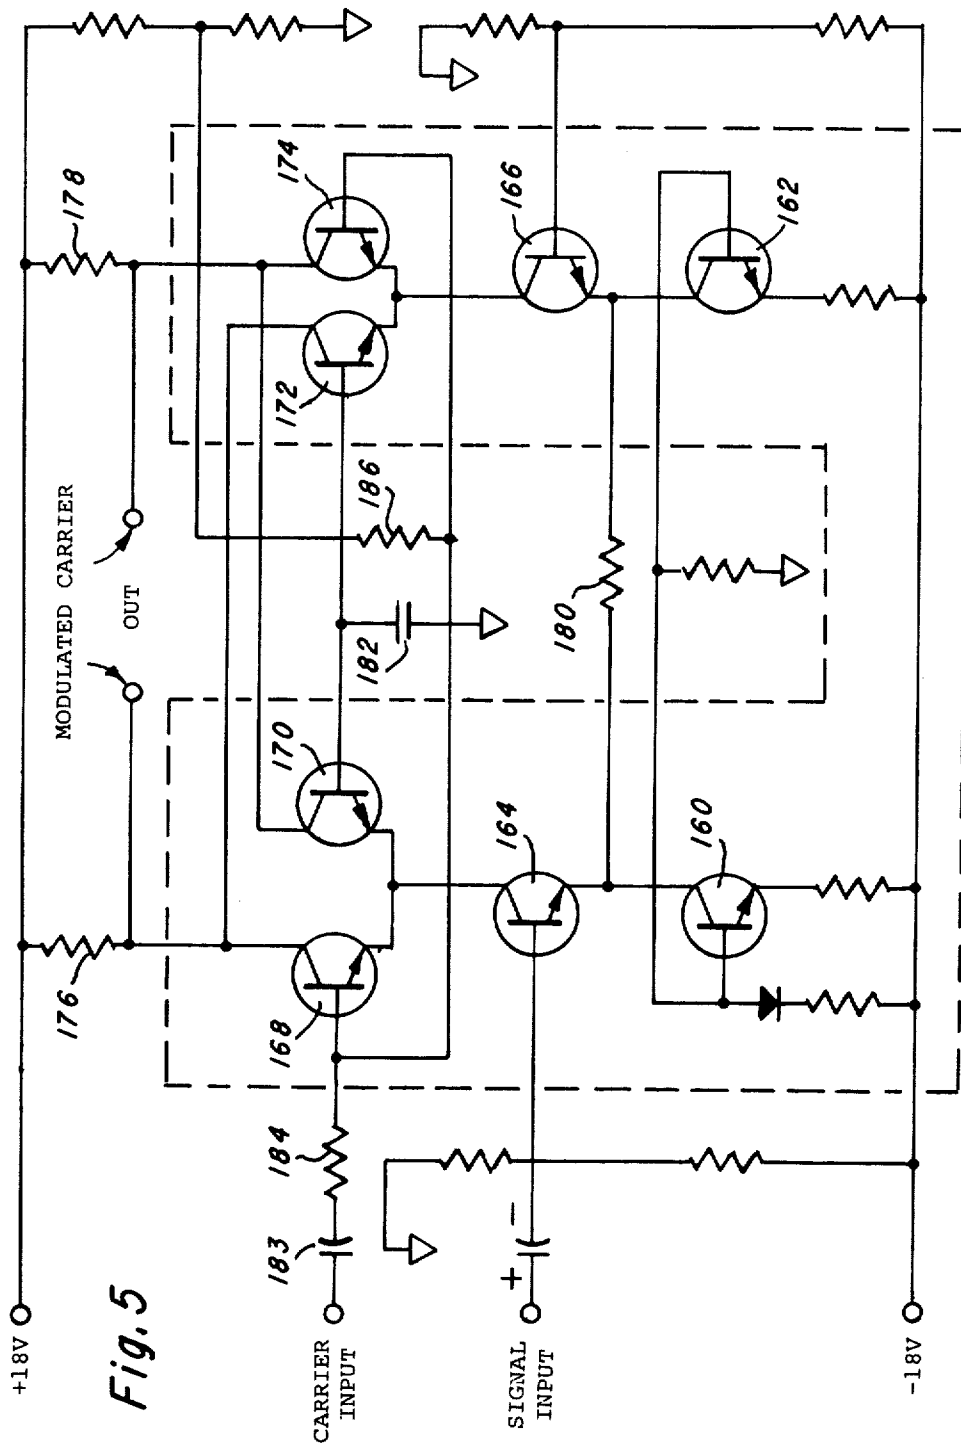 +18V
Fig. 5
CARRIER
INPUT
SIGNAL
INPUT
-18V
183
184
+
-
176
168
MODULATED CARRIER
OUT
170
164
160
182
186
180
172
178
174
166
162